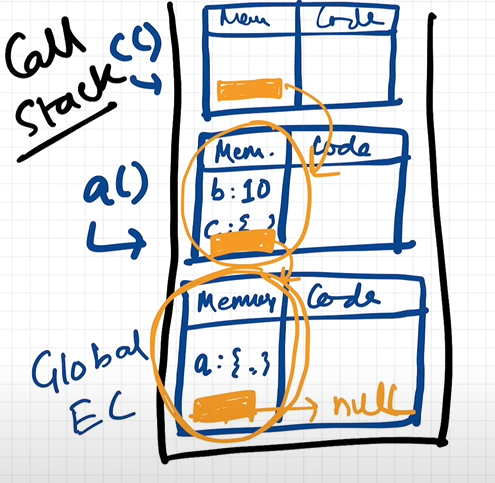 Call
Stack
c()
Mem
Code
a()
Mem.
Code
b:10
c:{ }
Global
EC
Memory
Code
a:{..}
null